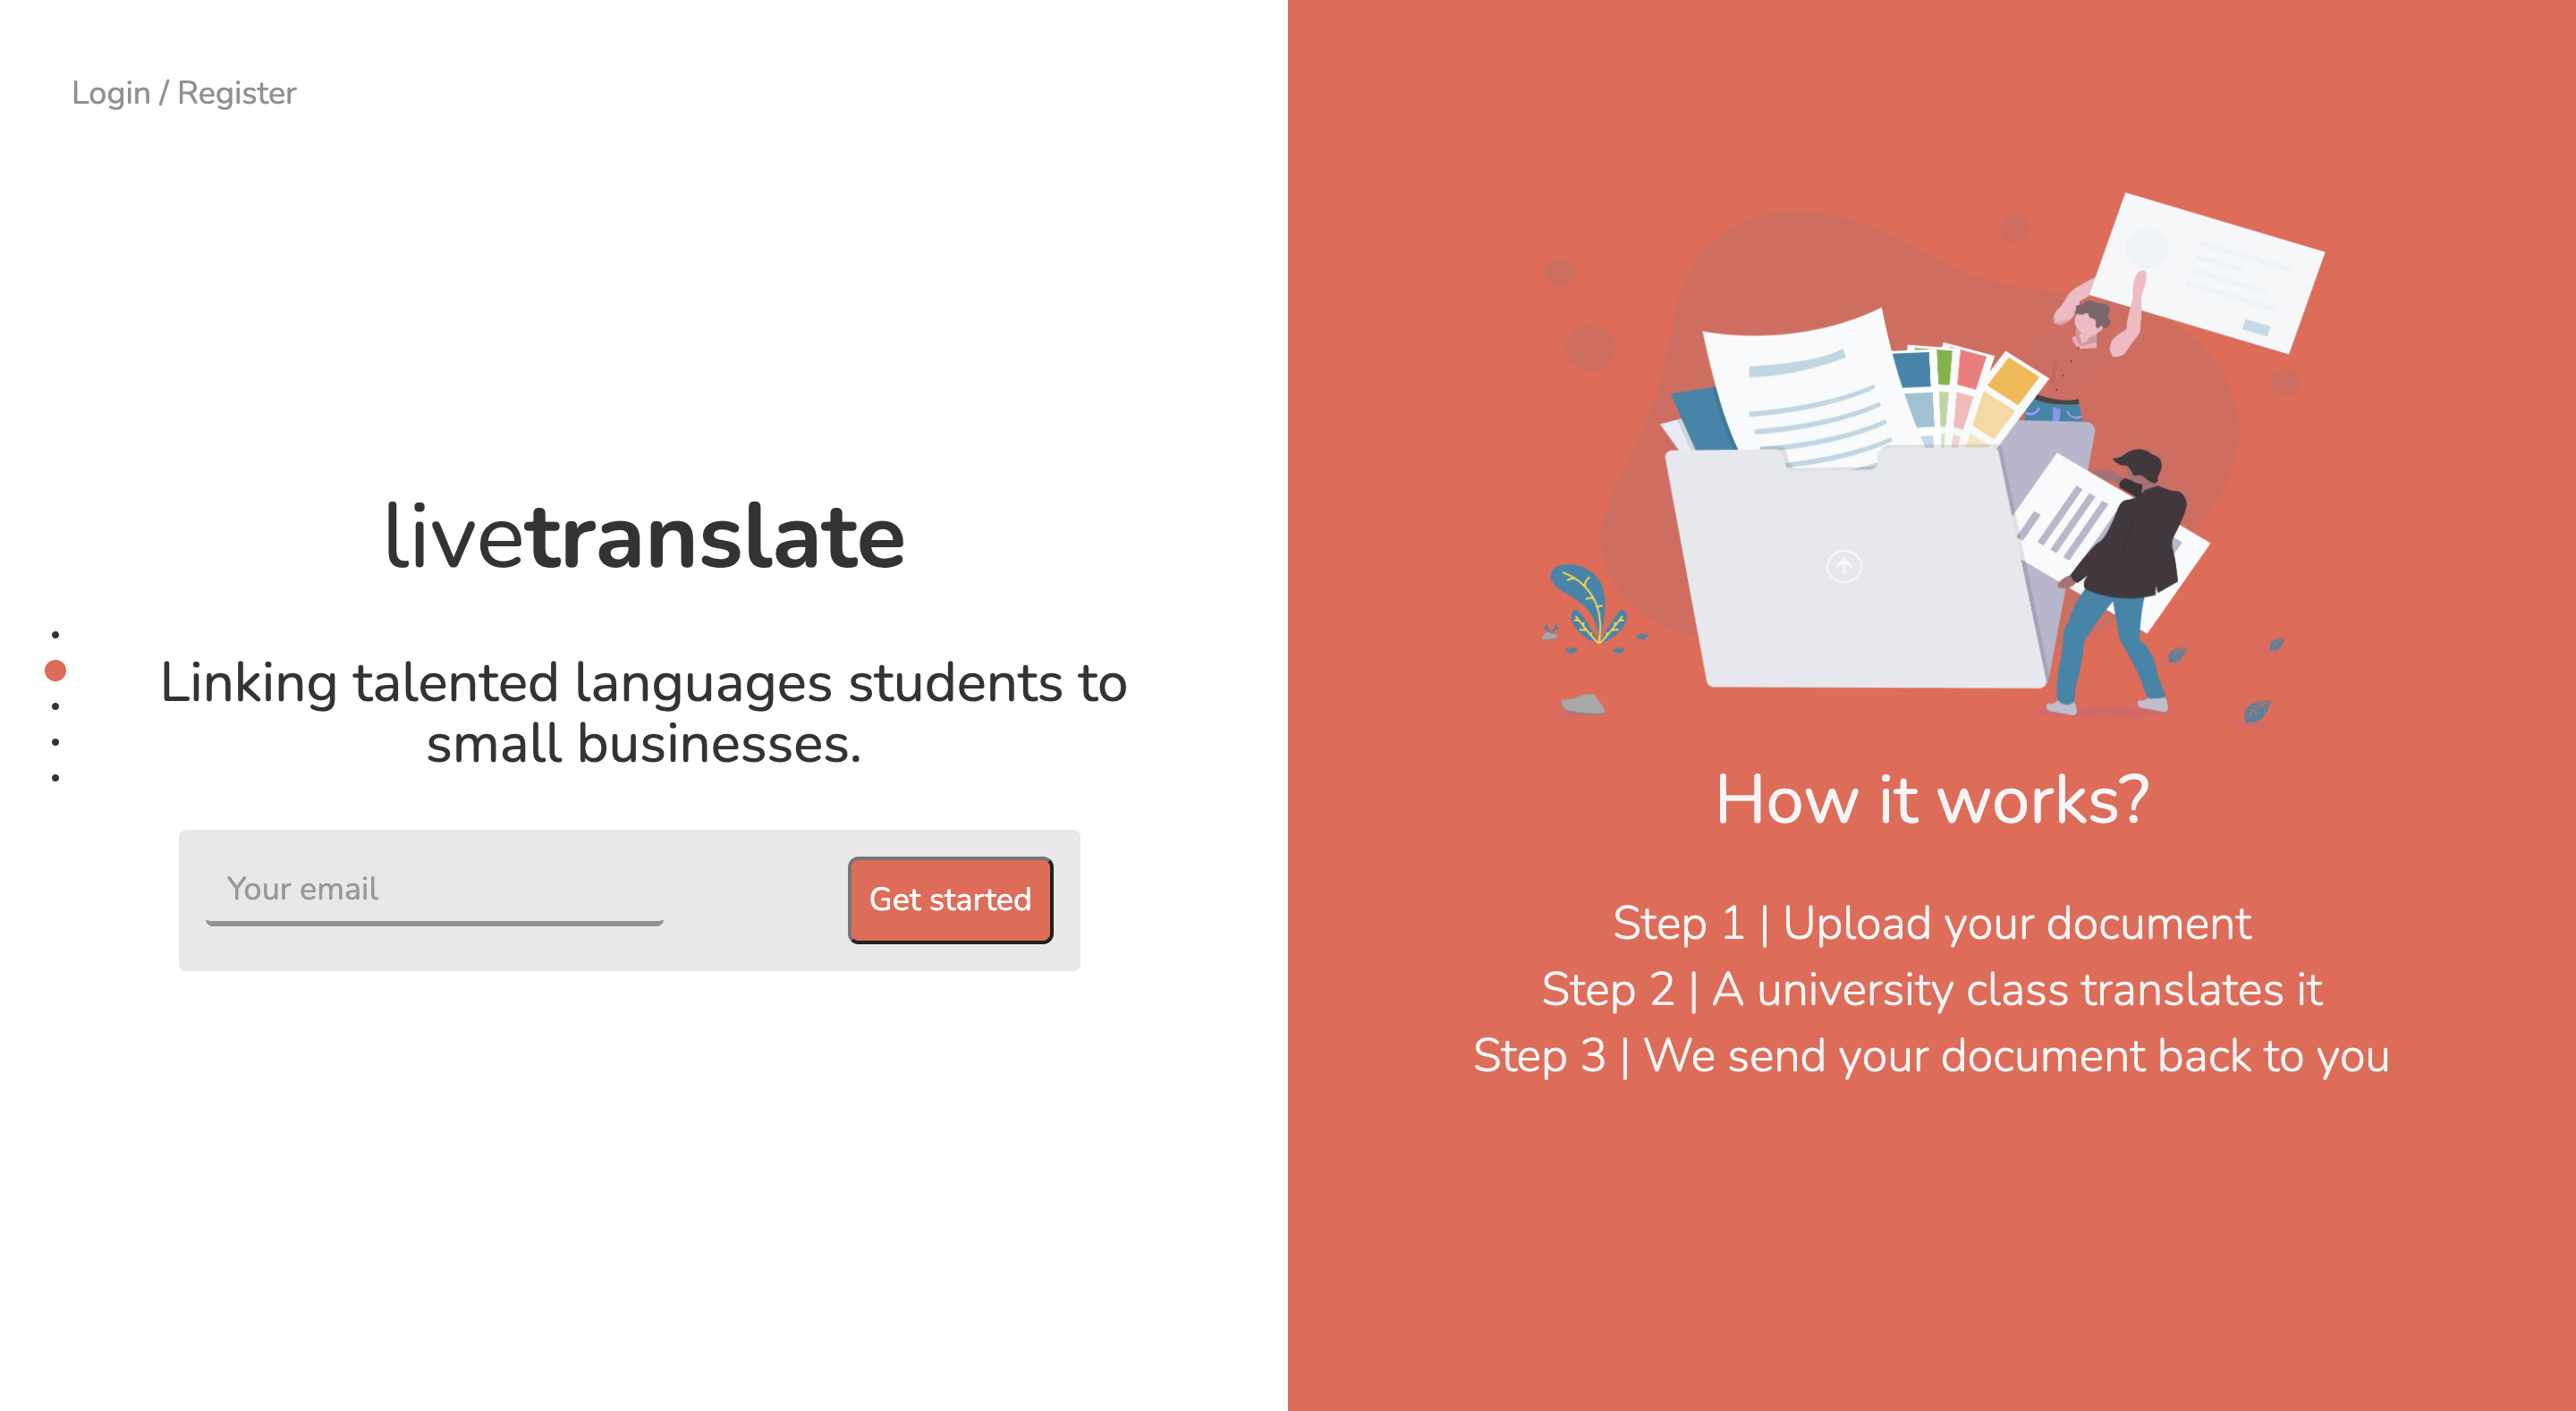 Login / Register
livetranslate
Linking talented languages students to
small businesses.
Your email
Get started
How it works?
Step 1 | Upload your document
Step 2 | A university class translates it
Step 3 | We send your document back to you